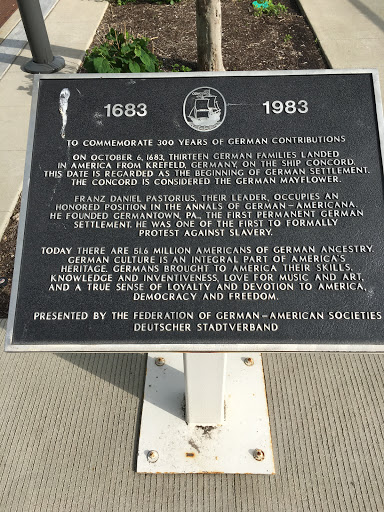 1683 1983
TO COMMEMORATE 300 YEARS OF GERMAN CONTRIBUTIONS
ON OCTOBER 6, 1683, THIRTEEN GERMAN FAMILIES LANDED
IN AMERICA FROM KREFELD, GERMANY, ON THE SHIP CONCORD.
THIS DATE IS REGARDED AS THE BEGINNING OF GERMAN SETTLEMENT.
THE CONCORD IS CONSIDERED THE GERMAN MAYFLOWER.
FRANZ DANIEL PASTORIUS, THEIR LEADER, OCCUPIES AN
HONORED POSITION IN THE ANNALS OF GERMAN-AMERICANA.
HE FOUNDED GERMANTOWN, PA., THE FIRST PERMANENT GERMAN
SETTLEMENT. HE WAS ONE OF THE FIRST TO FORMALLY
PROTEST AGAINST SLAVERY.
TODAY THERE ARE 51.6 MILLION AMERICANS OF GERMAN ANCESTRY.
GERMAN CULTURE IS AN INTEGRAL PART OF AMERICA'S
HERITAGE. GERMANS BROUGHT TO AMERICA THEIR SKILLS,
KNOWLEDGE AND INVENTIVENESS, LOVE FOR MUSIC AND ART,
AND A TRUE SENSE OF LOYALTY AND DEVOTION TO AMERICA,
DEMOCRACY AND FREEDOM.
PRESENTED BY THE FEDERATION OF GERMAN-AMERICAN SOCIETIES
DEUTSCHER STADTVERBAND